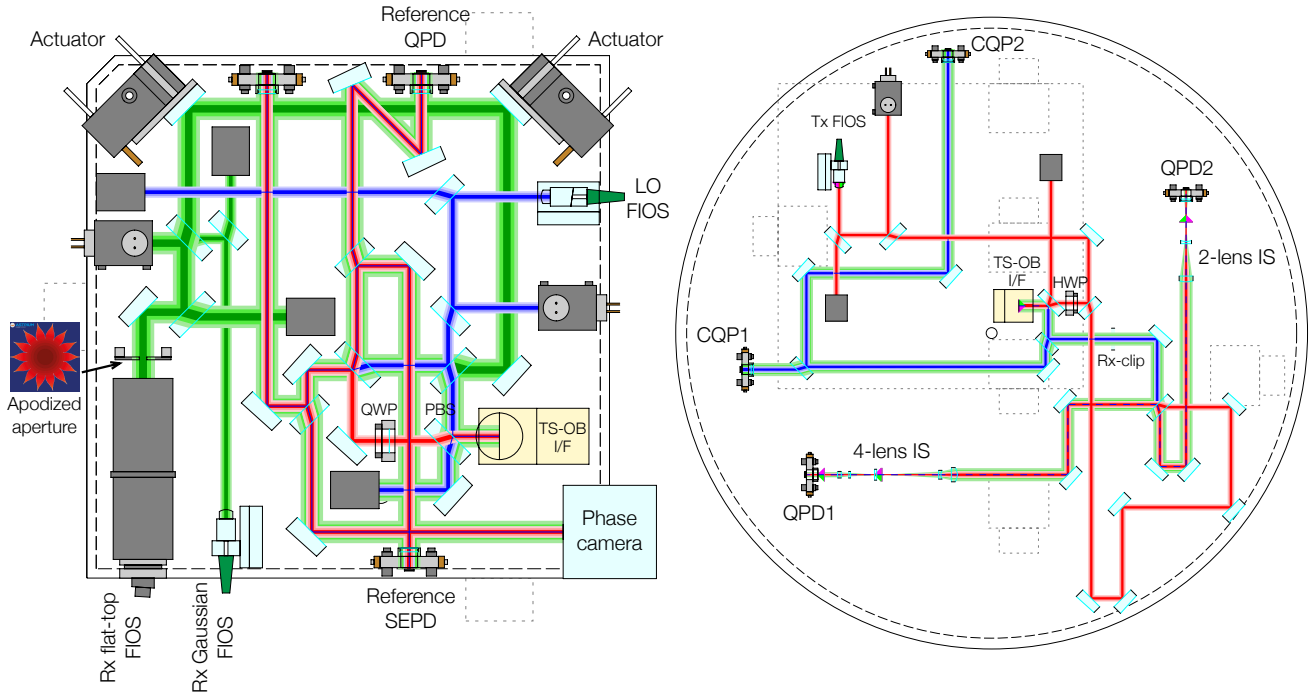 Reference
QPD
Actuator
Actuator
LO
FIOS
Apodized
aperture
QWP
PBS
TS-OB
I/F
Phase
camera
Reference
SEPD
Rx flat-top
FIOS
Rx Gaussian
FIOS
CQP2
Tx FIOS
QPD2
2-lens IS
TS-OB
I/F
HWP
CQP1
Rx-clip
4-lens IS
QPD1